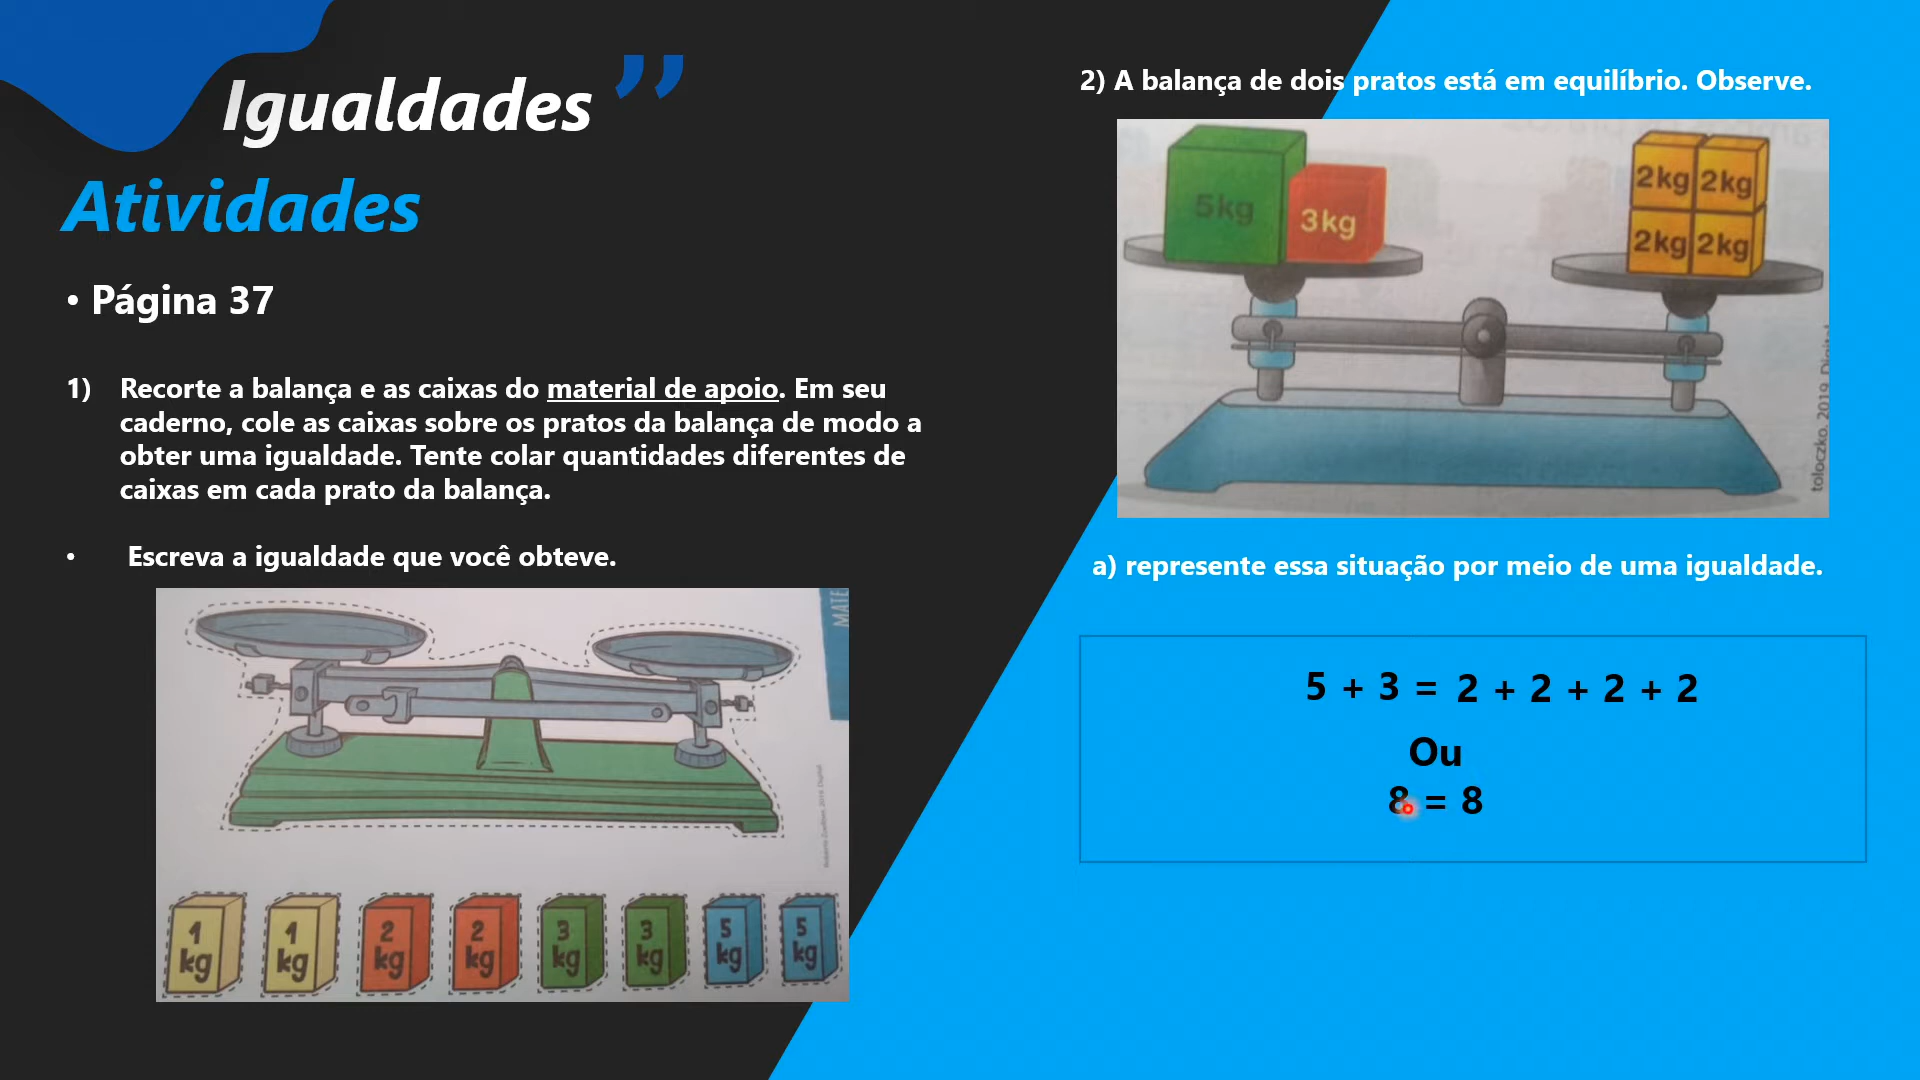 Igualdades ”
Atividades
• Página 37
1) Recorte a balança e as caixas do material de apoio. Em seu
caderno, cole as caixas sobre os pratos da balança de modo a
obter uma igualdade. Tente colar quantidades diferentes de
caixas em cada prato da balança.
• Escreva a igualdade que você obteve.
MATE
1 kg
1 kg
2 kg
2 kg
3 kg
3 kg
5 kg
5 kg
2) A balança de dois pratos está em equilíbrio. Observe.
5kg
3kg
2kg 2kg
2kg 2kg
toloczko. 2019. Digital
a) represente essa situação por meio de uma igualdade.
5 + 3 = 2 + 2 + 2 + 2
Ou
8 = 8